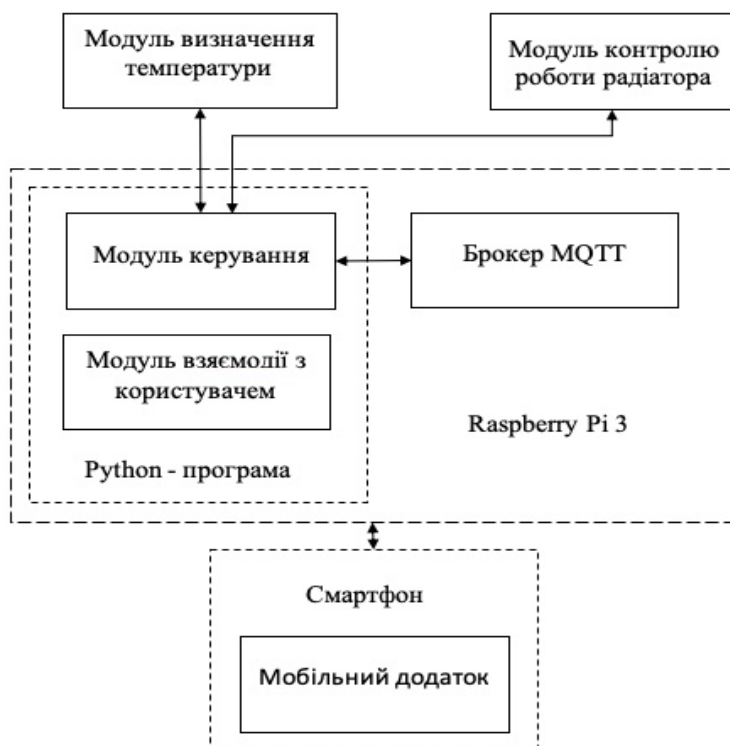 Модуль визначення
температури
Модуль контролю
роботи радіатора
Модуль керування
Брокер MQTT
Модуль взяємодії з
користувачем
Raspberry Pi 3
Python - програма
Смартфон
Мобільний додаток